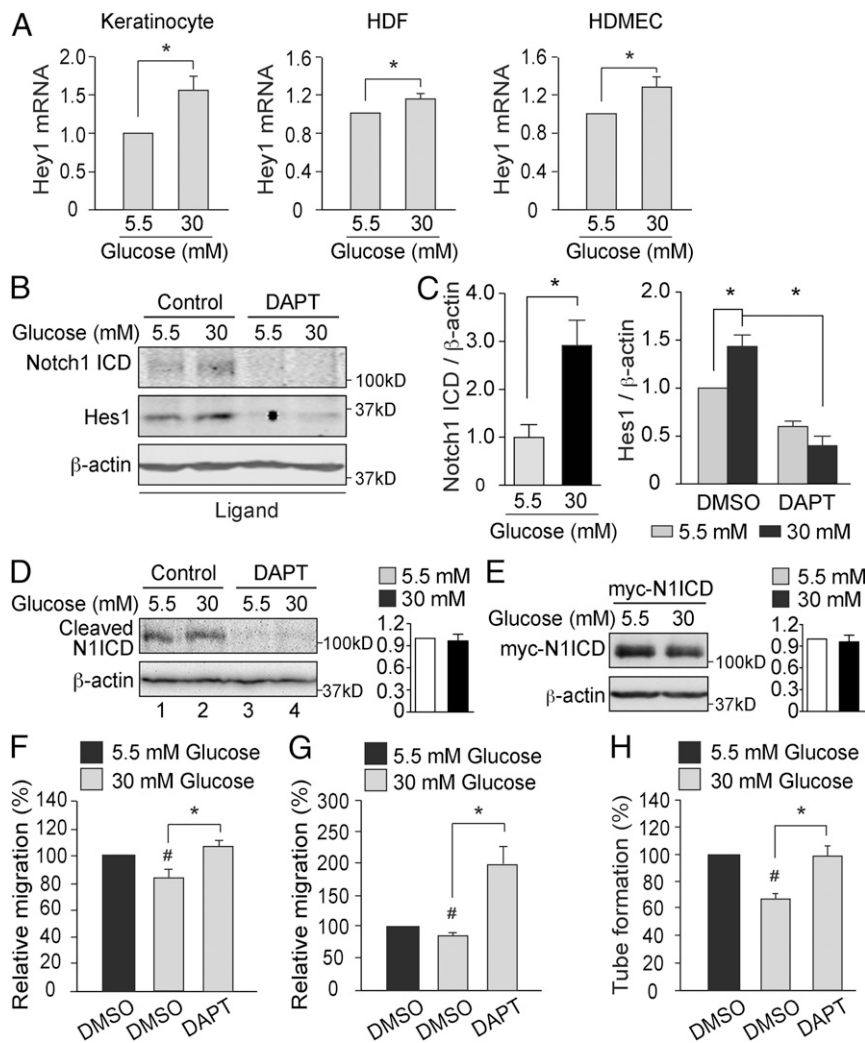 A
Keratinocyte HDF HDMEC
Hey1 mRNA
2.0
1.5
1.0
0.5
0
*
5.5 30
Glucose (mM)
Hey1 mRNA
1.6
1.2
0.8
0.4
0
*
5.5 30
Glucose (mM)
Hey1 mRNA
1.6
1.2
0.8
0.4
0
*
5.5 30
Glucose (mM)
B
Control DAPT
Glucose (mM) 5.5 30 5.5 30
Notch1 ICD
100kD
Hes1
37kD
β-actin
37kD
Ligand
C
Notch1 ICD / β-actin
4.0
3.0
2.0
1.0
0
*
5.5 30
Glucose (mM)
Hes1 / β-actin
2.0
1.5
1.0
0.5
0
* *
DMSO DAPT
5.5 mM 30 mM
D
Control DAPT
Glucose (mM) 5.5 30 5.5 30
Cleaved
N1ICD
100kD
β-actin
37kD
1 2 3 4
5.5 mM
30 mM
1.2
0.9
0.6
0.3
0
E
myc-N1ICD
Glucose (mM) 5.5 30
myc-N1ICD
100kD
β-actin
37kD
5.5 mM
30 mM
1.2
0.9
0.6
0.3
0
F
5.5 mM Glucose
30 mM Glucose
Relative migration (%)
140
120
100
80
60
40
20
0
# *
DMSO DMSO DAPT
G
5.5 mM Glucose
30 mM Glucose
Relative migration (%)
300
250
200
150
100
50
0
# *
DMSO DMSO DAPT
H
5.5 mM Glucose
30 mM Glucose
Tube formation (%)
140
120
100
80
60
40
20
0
# *
DMSO DMSO DAPT